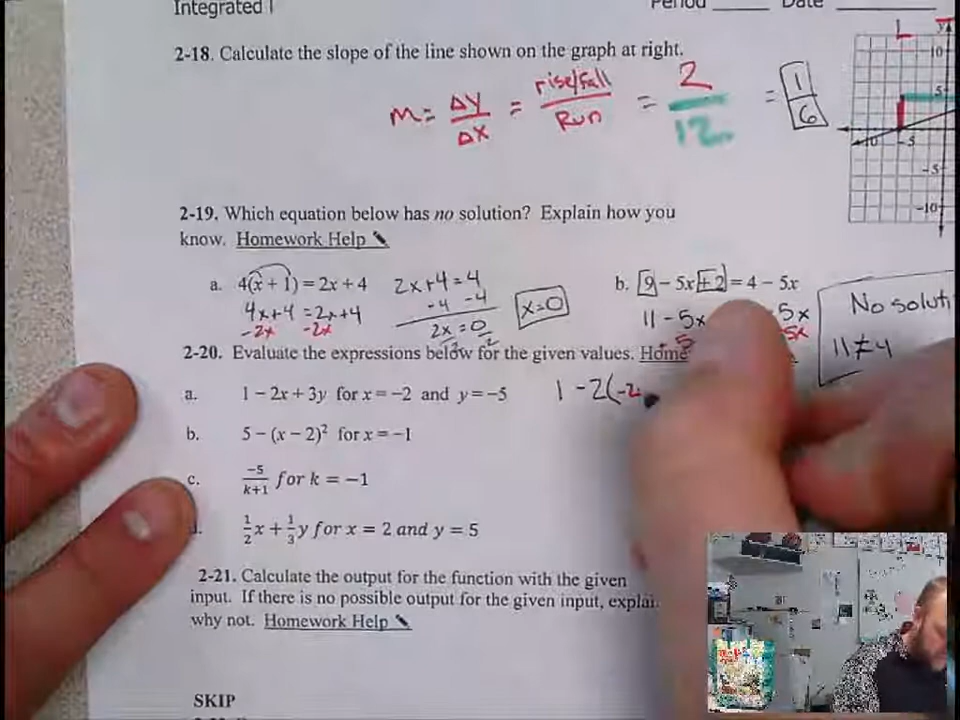 Integrated I Period ____ Date ________
2-18. Calculate the slope of the line shown on the graph at right.
m = Δy/Δx = rise/fall / Run = 2/12 = 1/6
2-19. Which equation below has no solution? Explain how you
know. Homework Help
a. 4(x + 1) = 2x + 4 2x+4 = 4 b. 9 – 5x + 2 = 4 – 5x
4x+4 = 2x+4 -4 -4 x=0 11 - 5x 5x No soluti
-2x -2x 2x = 0 5x 11≠4
2-20. Evaluate the expressions below for the given values. Home
a. 1 – 2x + 3y for x = –2 and y = –5 1 - 2(-2
b. 5 – (x – 2)² for x = –1
c. -5/k+1 for k = -1
1/2x + 1/3y for x = 2 and y = 5
2-21. Calculate the output for the function with the given
input. If there is no possible output for the given input, explai
why not. Homework Help
SKIP
10
5
-5
-5
-10